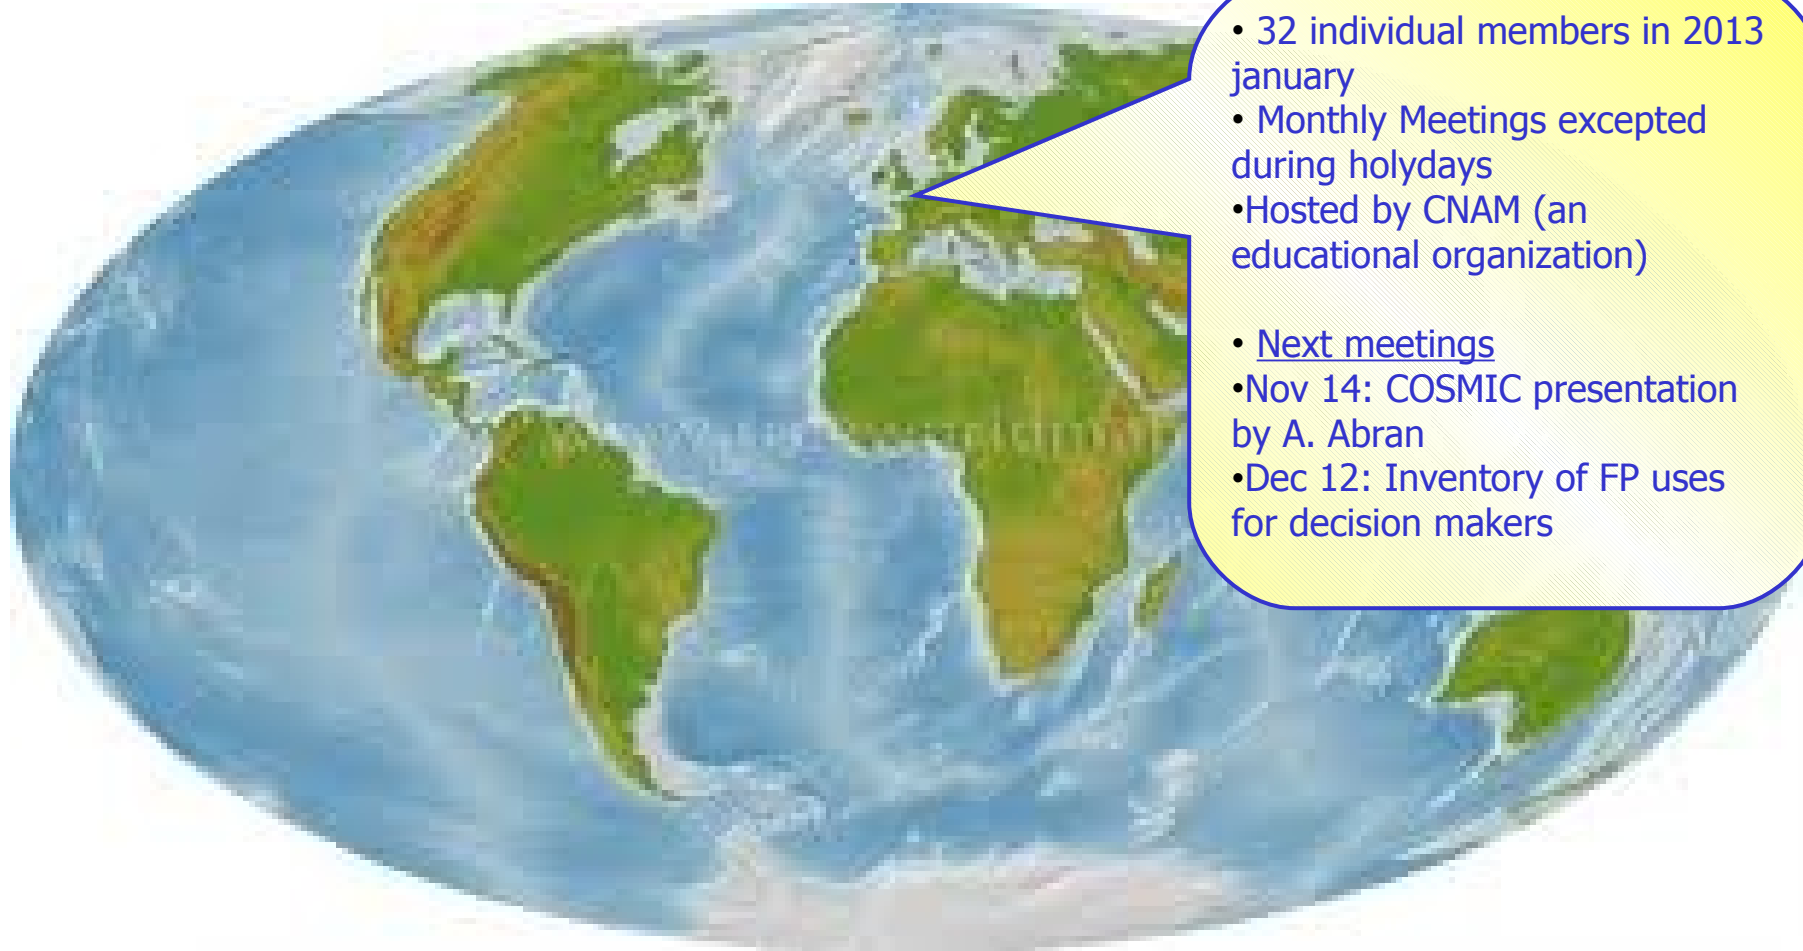 • 32 individual members in 2013
january
• Monthly Meetings excepted
during holydays
•Hosted by CNAM (an
educational organization)
• Next meetings
•Nov 14: COSMIC presentation
by A. Abran
•Dec 12: Inventory of FP uses
for decision makers